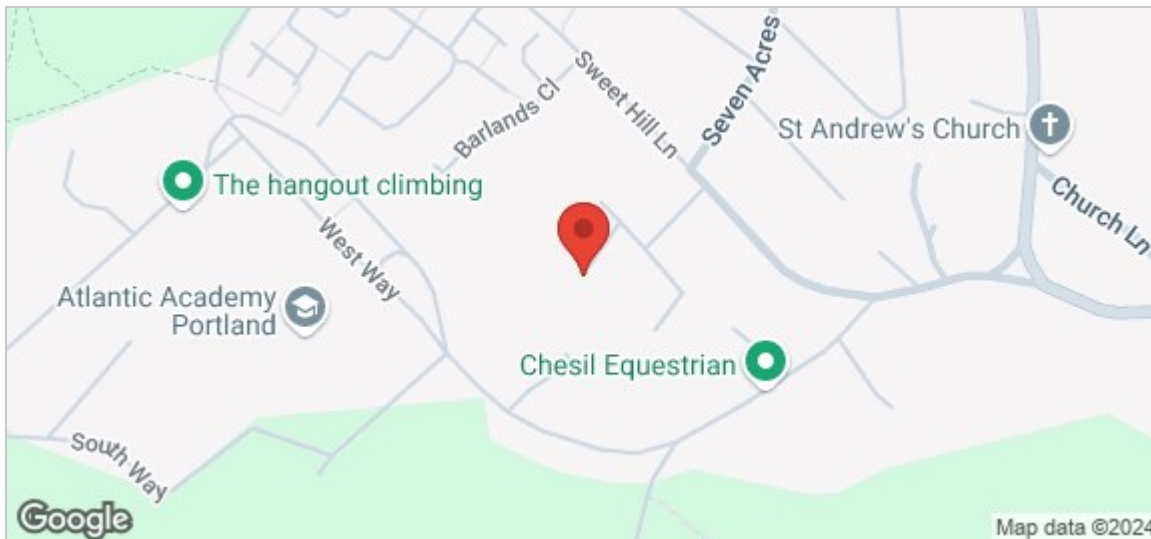 Seven Acres
Sweet Hill Ln
Barlands Cl
St Andrew's Church
The hangout climbing
Church Ln
West Way
Atlantic Academy
Portland
Chesil Equestrian
South Way
Google
Map data ©2024